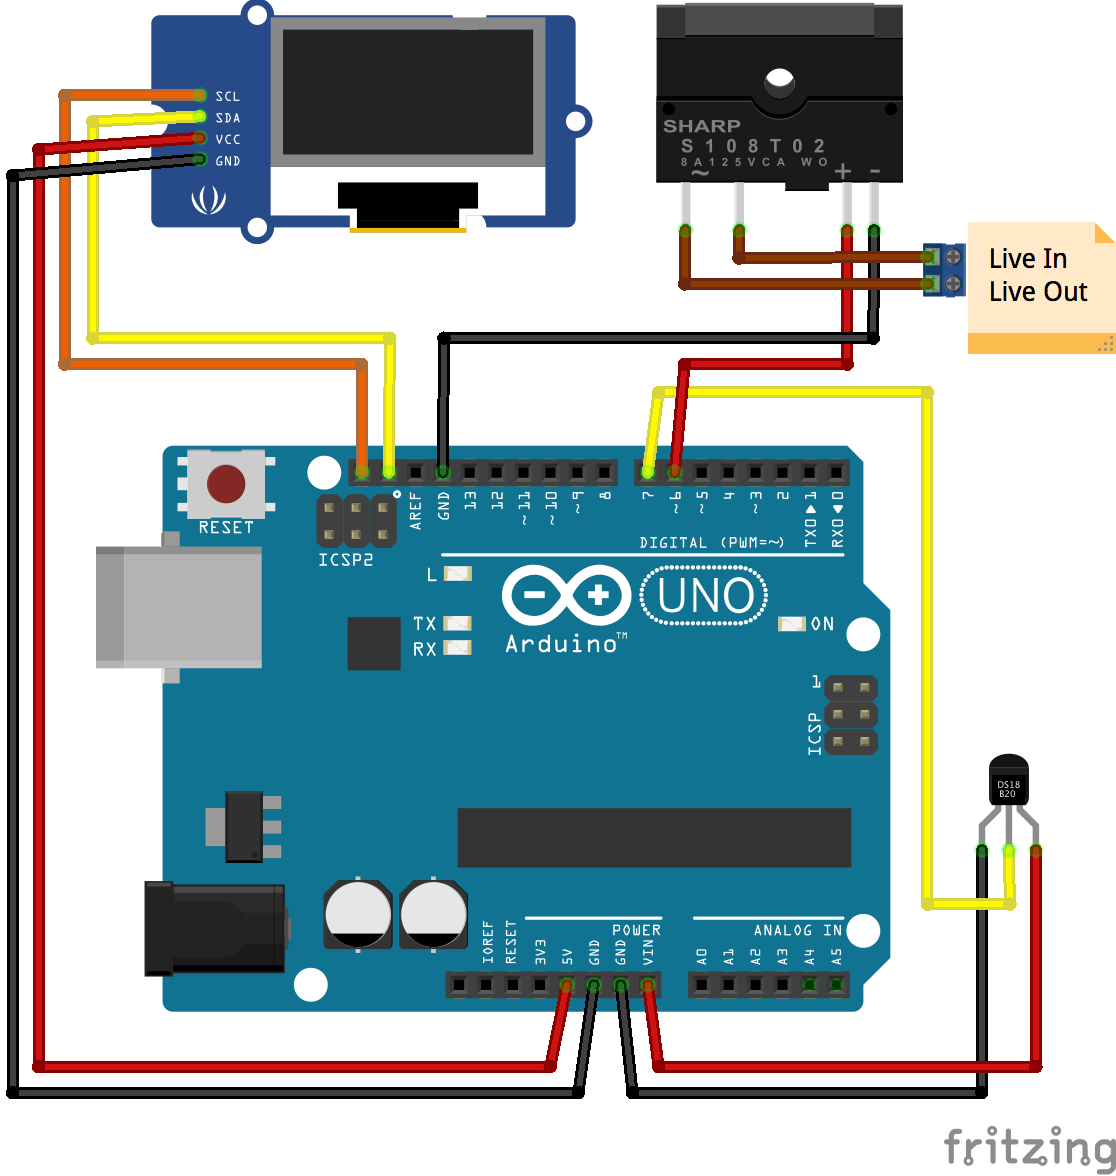 SCL
SDA
VCC
GND
SHARP
S108T02
8A125VCA WO
~ + -
Live In
Live Out
RESET
ICSP2
AREF
GND
13
12
~11
~10
~9
8
7
~6
~5
4
~3
2
TXO ▶ 1
RXO ◀ 0
DIGITAL (PWM=~)
L
TX
RX
Arduino™
UNO
ON
1
ICSP
DS18
B20
IOREF
RESET
3V3
5V
GND
GND
VIN
POWER
A0
A1
A2
A3
A4
A5
ANALOG IN
fritzing